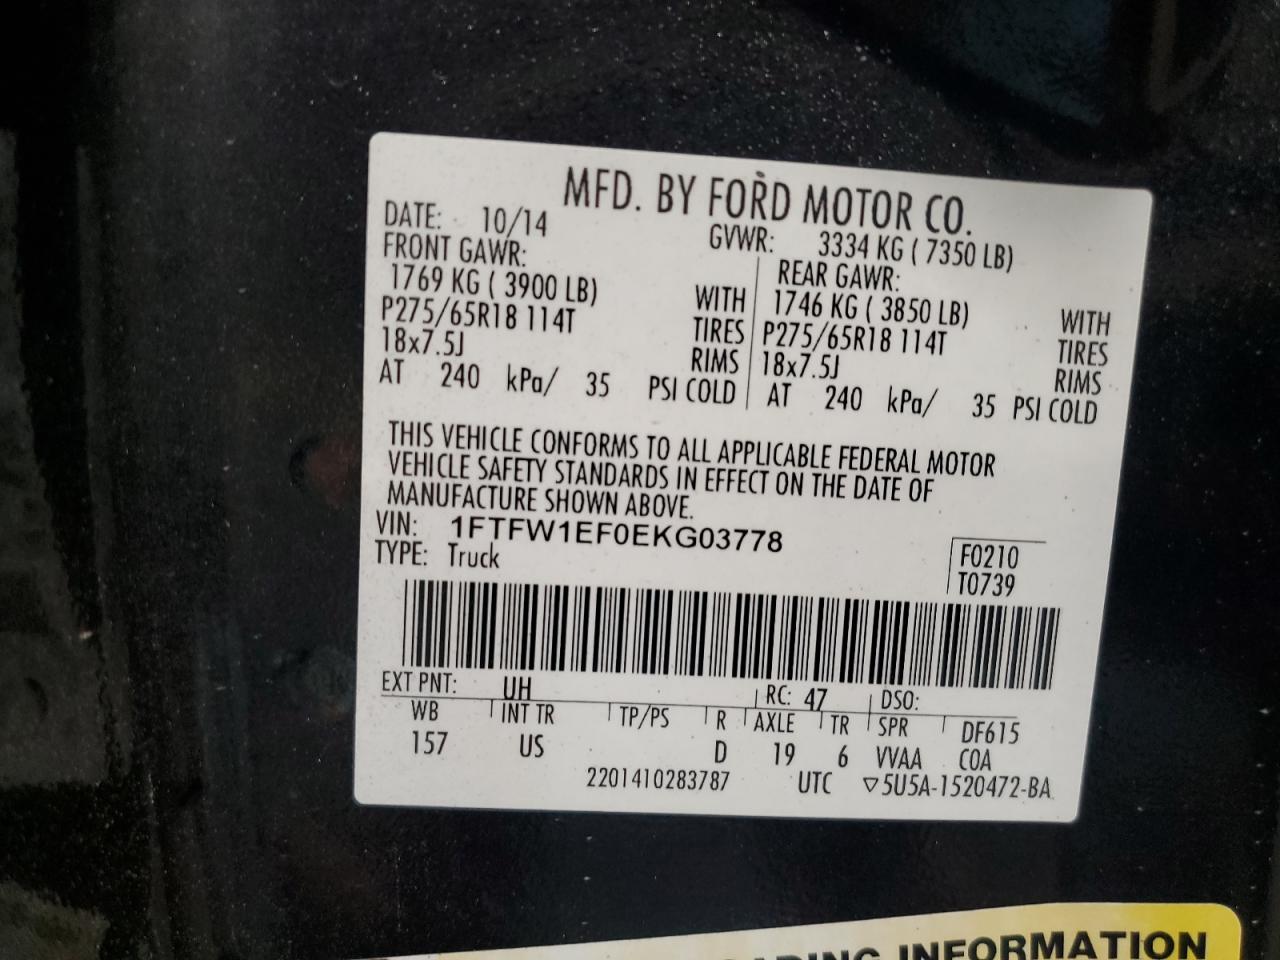 MFD. BY FORD MOTOR CO.
DATE: 10/14 GVWR: 3334 KG ( 7350 LB)
FRONT GAWR: REAR GAWR:
1769 KG ( 3900 LB) WITH 1746 KG ( 3850 LB) WITH
P275/65R18 114T TIRES P275/65R18 114T TIRES
18x7.5J RIMS 18x7.5J RIMS
AT 240 kPa/ 35 PSI COLD AT 240 kPa/ 35 PSI COLD
THIS VEHICLE CONFORMS TO ALL APPLICABLE FEDERAL MOTOR
VEHICLE SAFETY STANDARDS IN EFFECT ON THE DATE OF
MANUFACTURE SHOWN ABOVE.
VIN: 1FTFW1EF0EKG03778
TYPE: Truck
F0210
T0739
EXT PNT: UH RC: 47 DSO:
WB INT TR TP/PS R AXLE TR SPR DF615
157 US D 19 6 VVAA COA
2201410283787 UTC ▽5U5A-1520472-BA
INFORMATION